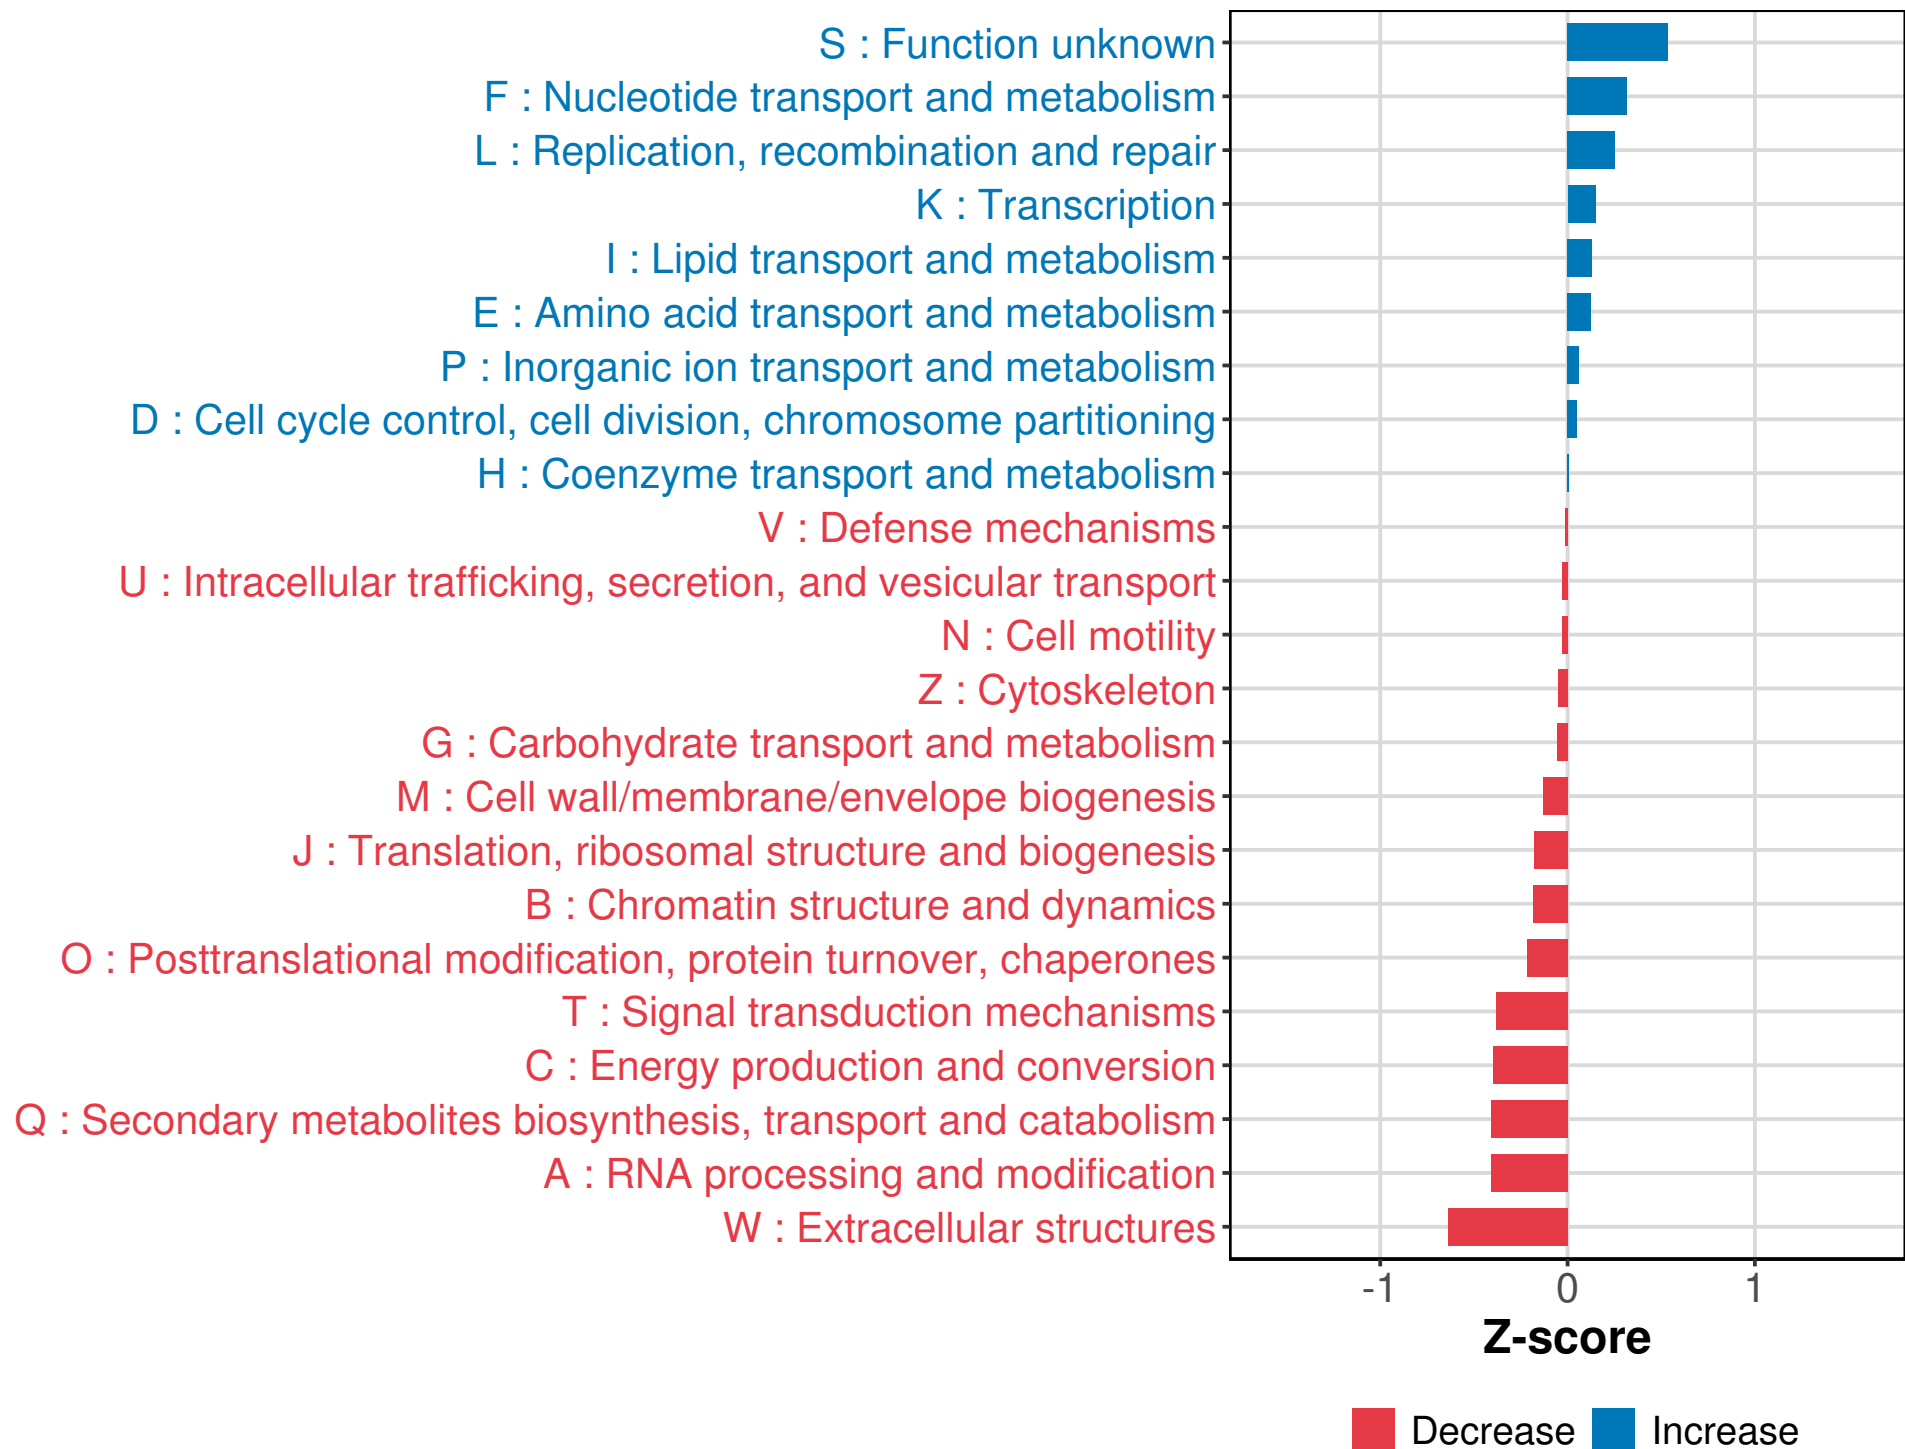 S : Function unknown
F : Nucleotide transport and metabolism
L : Replication, recombination and repair
K : Transcription
I : Lipid transport and metabolism
E : Amino acid transport and metabolism
P : Inorganic ion transport and metabolism
D : Cell cycle control, cell division, chromosome partitioning
H : Coenzyme transport and metabolism
V : Defense mechanisms
U : Intracellular trafficking, secretion, and vesicular transport
N : Cell motility
Z : Cytoskeleton
G : Carbohydrate transport and metabolism
M : Cell wall/membrane/envelope biogenesis
J : Translation, ribosomal structure and biogenesis
B : Chromatin structure and dynamics
O : Posttranslational modification, protein turnover, chaperones
T : Signal transduction mechanisms
C : Energy production and conversion
Q : Secondary metabolites biosynthesis, transport and catabolism
A : RNA processing and modification
W : Extracellular structures
-1 0 1
Z-score
Decrease Increase